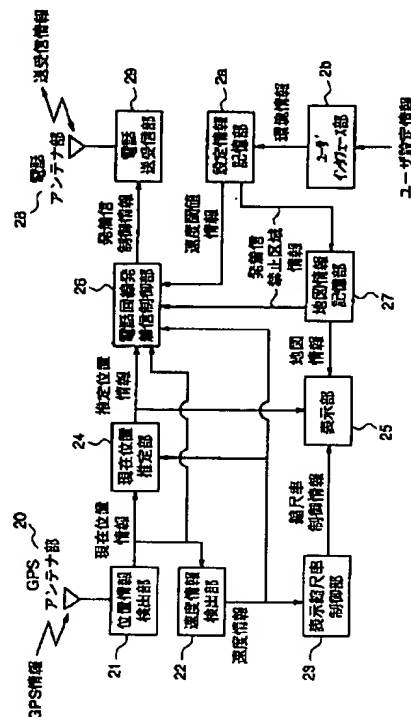 送受信情報
28 電話
アンテナ部
29
電話
送受信部
発着信
制御情報
26
電話回線発
着信制御部
速度閾値
情報
2a
設定情報
記憶部
環境情報
2b
ユーザ
インタフェース部
ユーザ設定情報
発着信
禁止区域
情報
地図情報
記憶部
27
地図情報
推定位置
情報
24
現在位置
推定部
表示部
25
縮尺率
制御情報
現在位置
情報
20
GPS
アンテナ部
GPS情報
位置情報
検出部
21
速度情報
検出部
22
速度情報
表示縮尺率
制御部
23